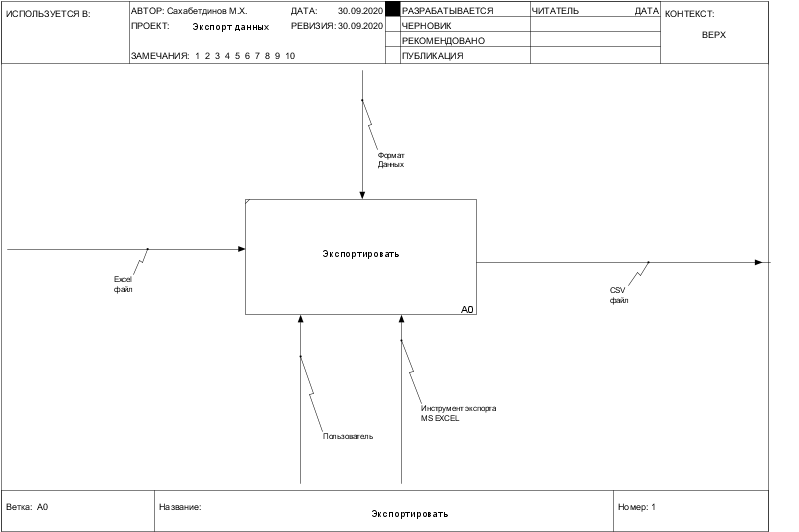 ИСПОЛЬЗУЕТСЯ В:
АВТОР: Сахабетдинов М.Х.
ДАТА: 30.09.2020
ПРОЕКТ: Экспорт данных
РЕВИЗИЯ: 30.09.2020
ЗАМЕЧАНИЯ: 1 2 3 4 5 6 7 8 9 10
РАЗРАБАТЫВАЕТСЯ
ЧЕРНОВИК
РЕКОМЕНДОВАНО
ПУБЛИКАЦИЯ
ЧИТАТЕЛЬ
ДАТА
КОНТЕКСТ:
ВЕРХ
Формат
Данных
Экспортировать
A0
Excel
файл
CSV
файл
Инструмент экспорта
MS EXCEL
Пользователь
Ветка: A0
Название:
Экспортировать
Номер: 1